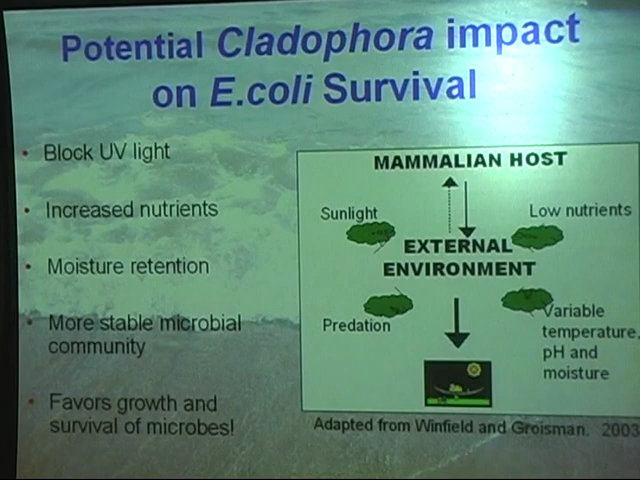 Potential Cladophora impact
on E.coli Survival
• Block UV light
• Increased nutrients
• Moisture retention
• More stable microbial
community
• Favors growth and
survival of microbes!
MAMMALIAN HOST
Sunlight
Low nutrients
EXTERNAL
ENVIRONMENT
Predation
Variable
temperature,
pH and
moisture
Adapted from Winfield and Groisman. 2003